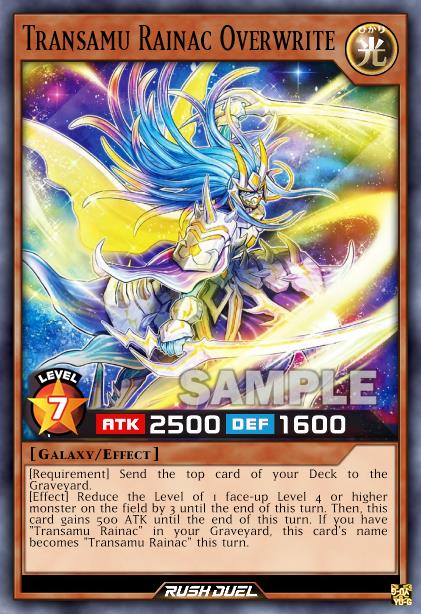 Transamu Rainac Overwrite
ひかり
光
SAMPLE
LEVEL
7
ATK 2500 DEF 1600
[ Galaxy/Effect ]
[Requirement] Send the top card of your Deck to the
Graveyard.
[Effect] Reduce the Level of 1 face-up Level 4 or higher
monster on the field by 3 until the end of this turn. Then, this
card gains 500 ATK until the end of this turn. If you have
"Transamu Rainac" in your Graveyard, this card's name
becomes "Transamu Rainac" this turn.
RUSH DUEL